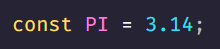 const PI = 3.14;